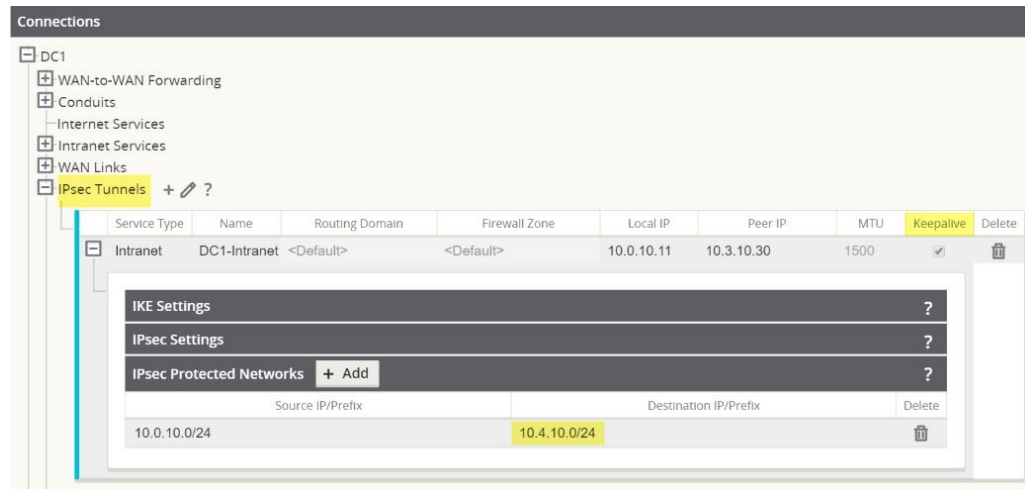 Connections
DC1
WAN-to-WAN Forwarding
Conduits
Internet Services
Intranet Services
WAN Links
IPsec Tunnels + ?
Service Type Name Routing Domain Firewall Zone Local IP Peer IP MTU Keepalive Delete
Intranet DC1-Intranet <Default> <Default> 10.0.10.11 10.3.10.30 1500
IKE Settings ?
IPsec Settings ?
IPsec Protected Networks + Add ?
Source IP/Prefix Destination IP/Prefix Delete
10.0.10.0/24 10.4.10.0/24